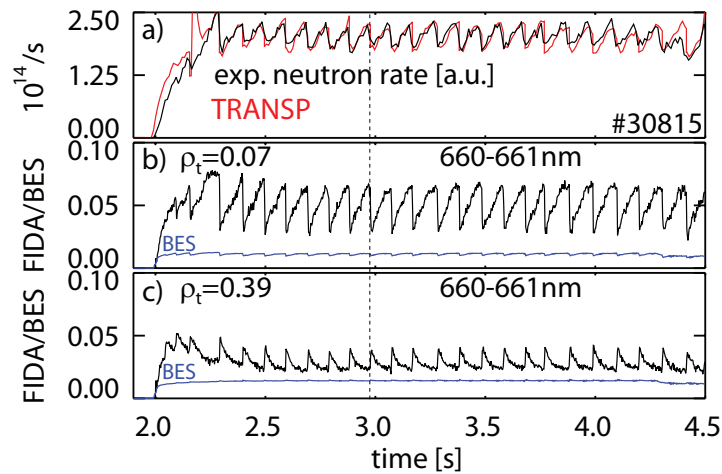 a)
2.50
1.25
0.00
10¹⁴/s
exp. neutron rate [a.u.]
TRANSP
#30815
b)
ρt=0.07
660-661nm
0.10
0.05
0.00
FIDA/BES
BES
c)
ρt=0.39
660-661nm
0.10
0.05
0.00
FIDA/BES
BES
2.0 2.5 3.0 3.5 4.0 4.5
time [s]